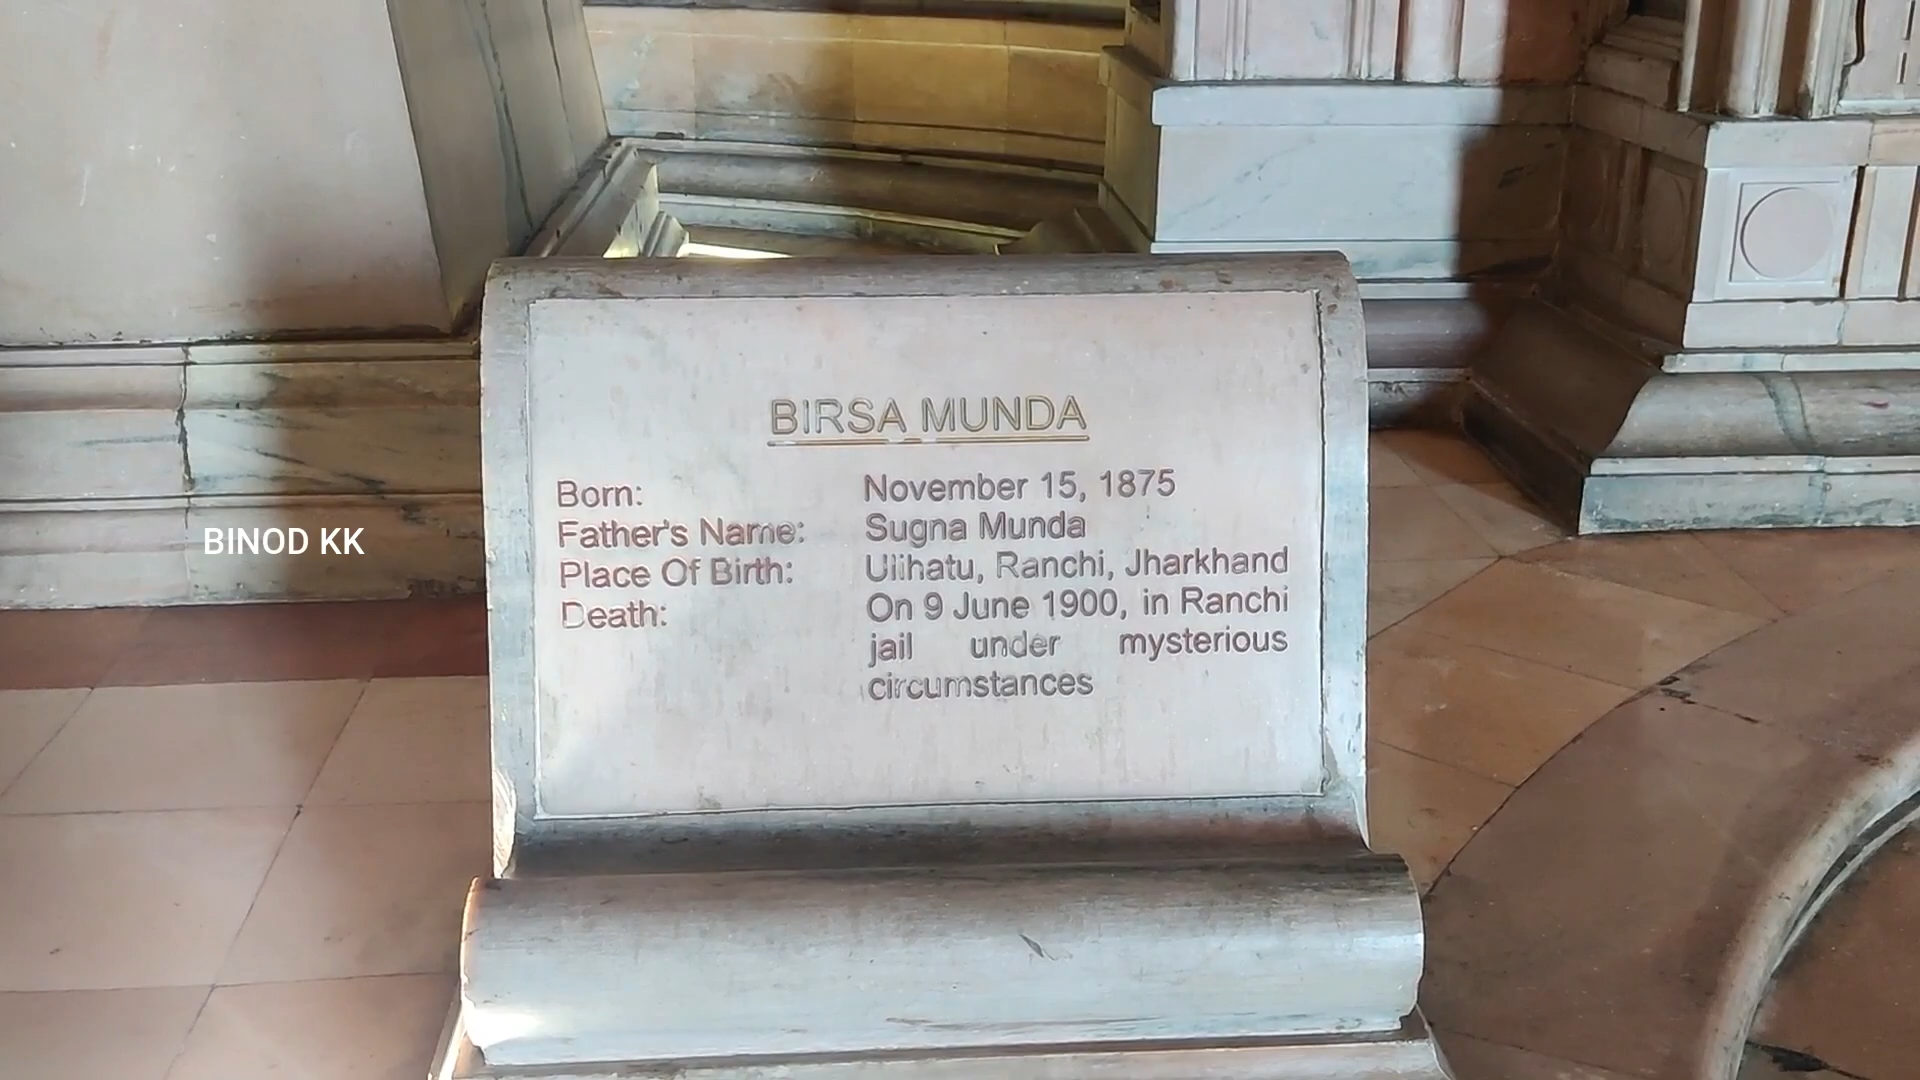 BIRSA MUNDA
Born: November 15, 1875
Father's Name: Sugna Munda
Place Of Birth: Ulihatu, Ranchi, Jharkhand
Death: On 9 June 1900, in Ranchi
jail under mysterious
circumstances
BINOD KK